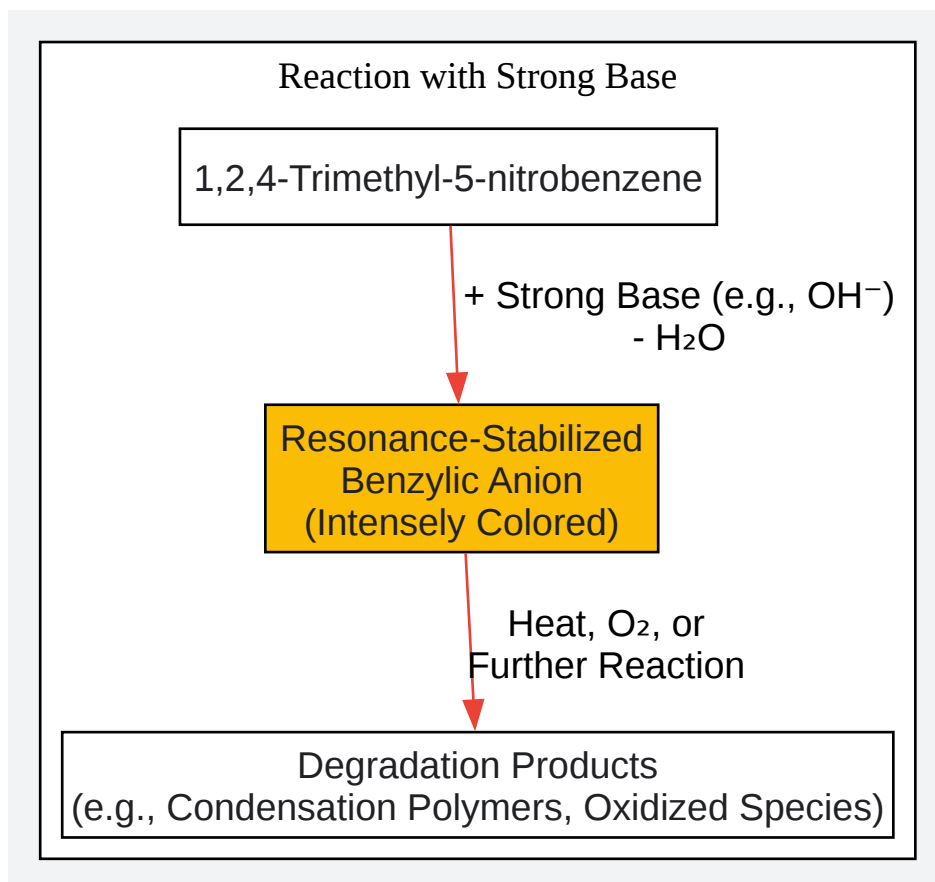 Reaction with Strong Base
1,2,4-Trimethyl-5-nitrobenzene
+ Strong Base (e.g., OH⁻)
- H₂O
Resonance-Stabilized
Benzylic Anion
(Intensely Colored)
Heat, O₂, or
Further Reaction
Degradation Products
(e.g., Condensation Polymers, Oxidized Species)